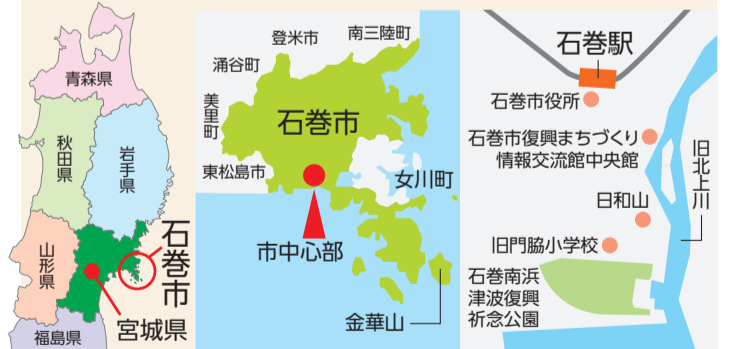 青森県
秋田県
岩手県
山形県
石巻市
宮城県
福島県
登米市
南三陸町
涌谷町
美里町
石巻市
東松島市
女川町
市中心部
金華山
石巻駅
石巻市役所
石巻市復興まちづくり
情報交流館中央館
旧北上川
日和山
旧門脇小学校
石巻南浜
津波復興
祈念公園